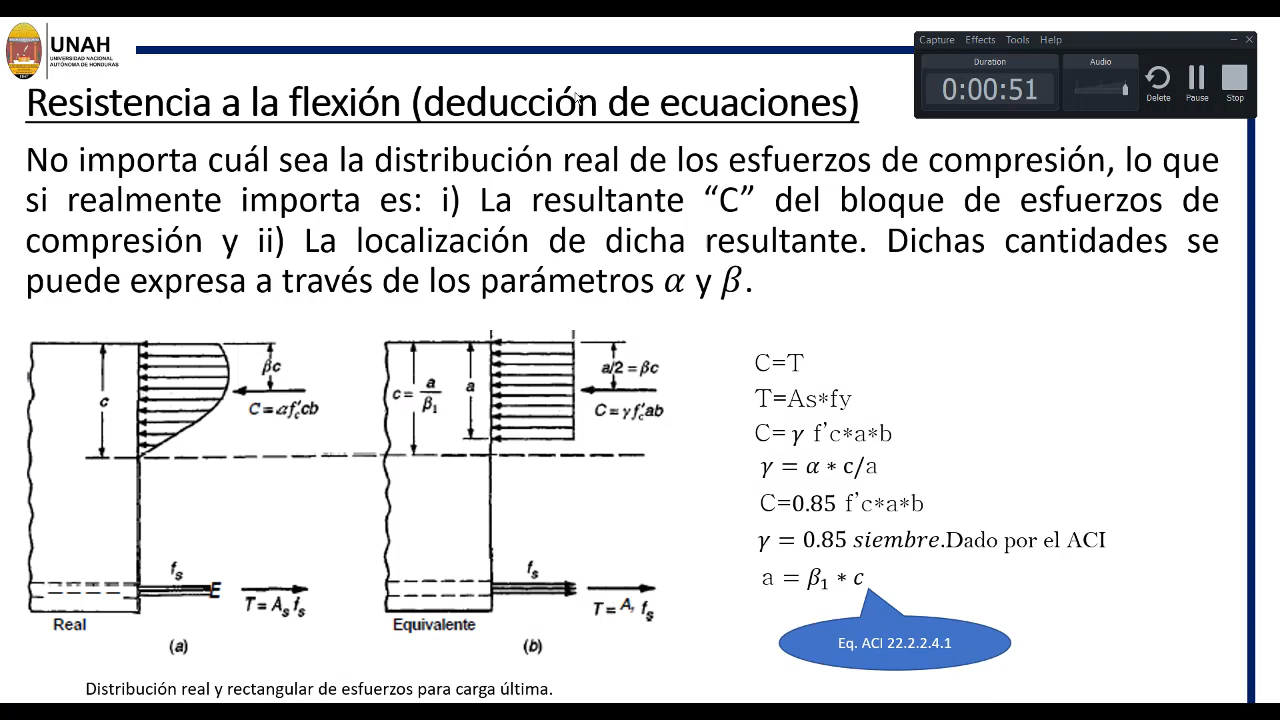 UNAH
UNIVERSIDAD NACIONAL
AUTÓNOMA DE HONDURAS
Capture Effects Tools Help
Duration
0:00:51
Audio
Delete
Pause
Stop
Resistencia a la flexión (deducción de ecuaciones)
No importa cuál sea la distribución real de los esfuerzos de compresión, lo que
si realmente importa es: i) La resultante “C” del bloque de esfuerzos de
compresión y ii) La localización de dicha resultante. Dichas cantidades se
puede expresa a través de los parámetros α y β.
c
βc
C = αf'ccb
fs
E
T = As fs
Real
(a)
c = a/β1
a
a/2 = βc
C = γf'cab
fs
T = A, fs
Equivalente
(b)
Distribución real y rectangular de esfuerzos para carga última.
C=T
T=As*fy
C= γ f'c*a*b
γ = α * c/a
C=0.85 f'c*a*b
γ = 0.85 siembre.Dado por el ACI
a = β1 * c
Eq. ACI 22.2.2.4.1